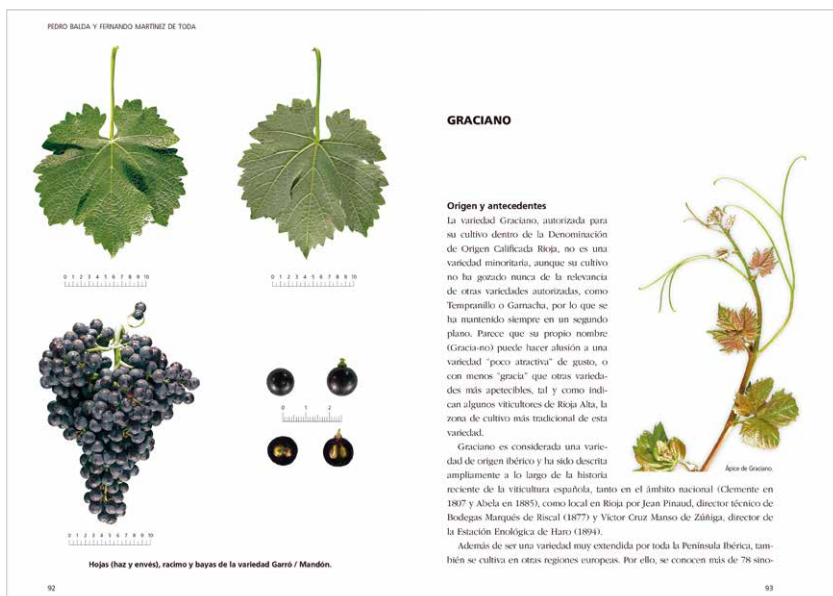 PEDRO BALDA Y FERNANDO MARTÍNEZ DE TODA
0 1 2 3 4 5 6 7 8 9 10
0 1 2 3 4 5 6 7 8 9 10
0 1 2
0 1 2 3 4 5 6 7 8 9 10
Hojas (haz y envés), racimo y bayas de la variedad Garró / Mandón.
92
GRACIANO
Origen y antecedentes
La variedad Graciano, autorizada para
su cultivo dentro de la Denominación
de Origen Calificada Rioja, no es una
variedad minoritaria, aunque su cultivo
no ha gozado nunca de la relevancia
de otras variedades autorizadas, como
Tempranillo o Garnacha, por lo que se
ha mantenido siempre en un segundo
plano. Parece que su propio nombre
(Gracia-no) puede hacer alusión a una
variedad “poco atractiva” de gusto, o
con menos “gracia” que otras varieda-
des más apetecibles, tal y como indi-
can algunos viticultores de Rioja Alta, la
zona de cultivo más tradicional de esta
variedad.
Graciano es considerada una varie-
dad de origen ibérico y ha sido descrita
ampliamente a lo largo de la historia
reciente de la viticultura española, tanto en el ámbito nacional (Clemente en
1807 y Abela en 1885), como local en Rioja por Jean Pinaud, director técnico de
Bodegas Marqués de Riscal (1877) y Víctor Cruz Manso de Zúñiga, director de
la Estación Enológica de Haro (1894).
Además de ser una variedad muy extendida por toda la Península Ibérica, tam-
bién se cultiva en otras regiones europeas. Por ello, se conocen más de 78 sino-
Ápice de Graciano.
93